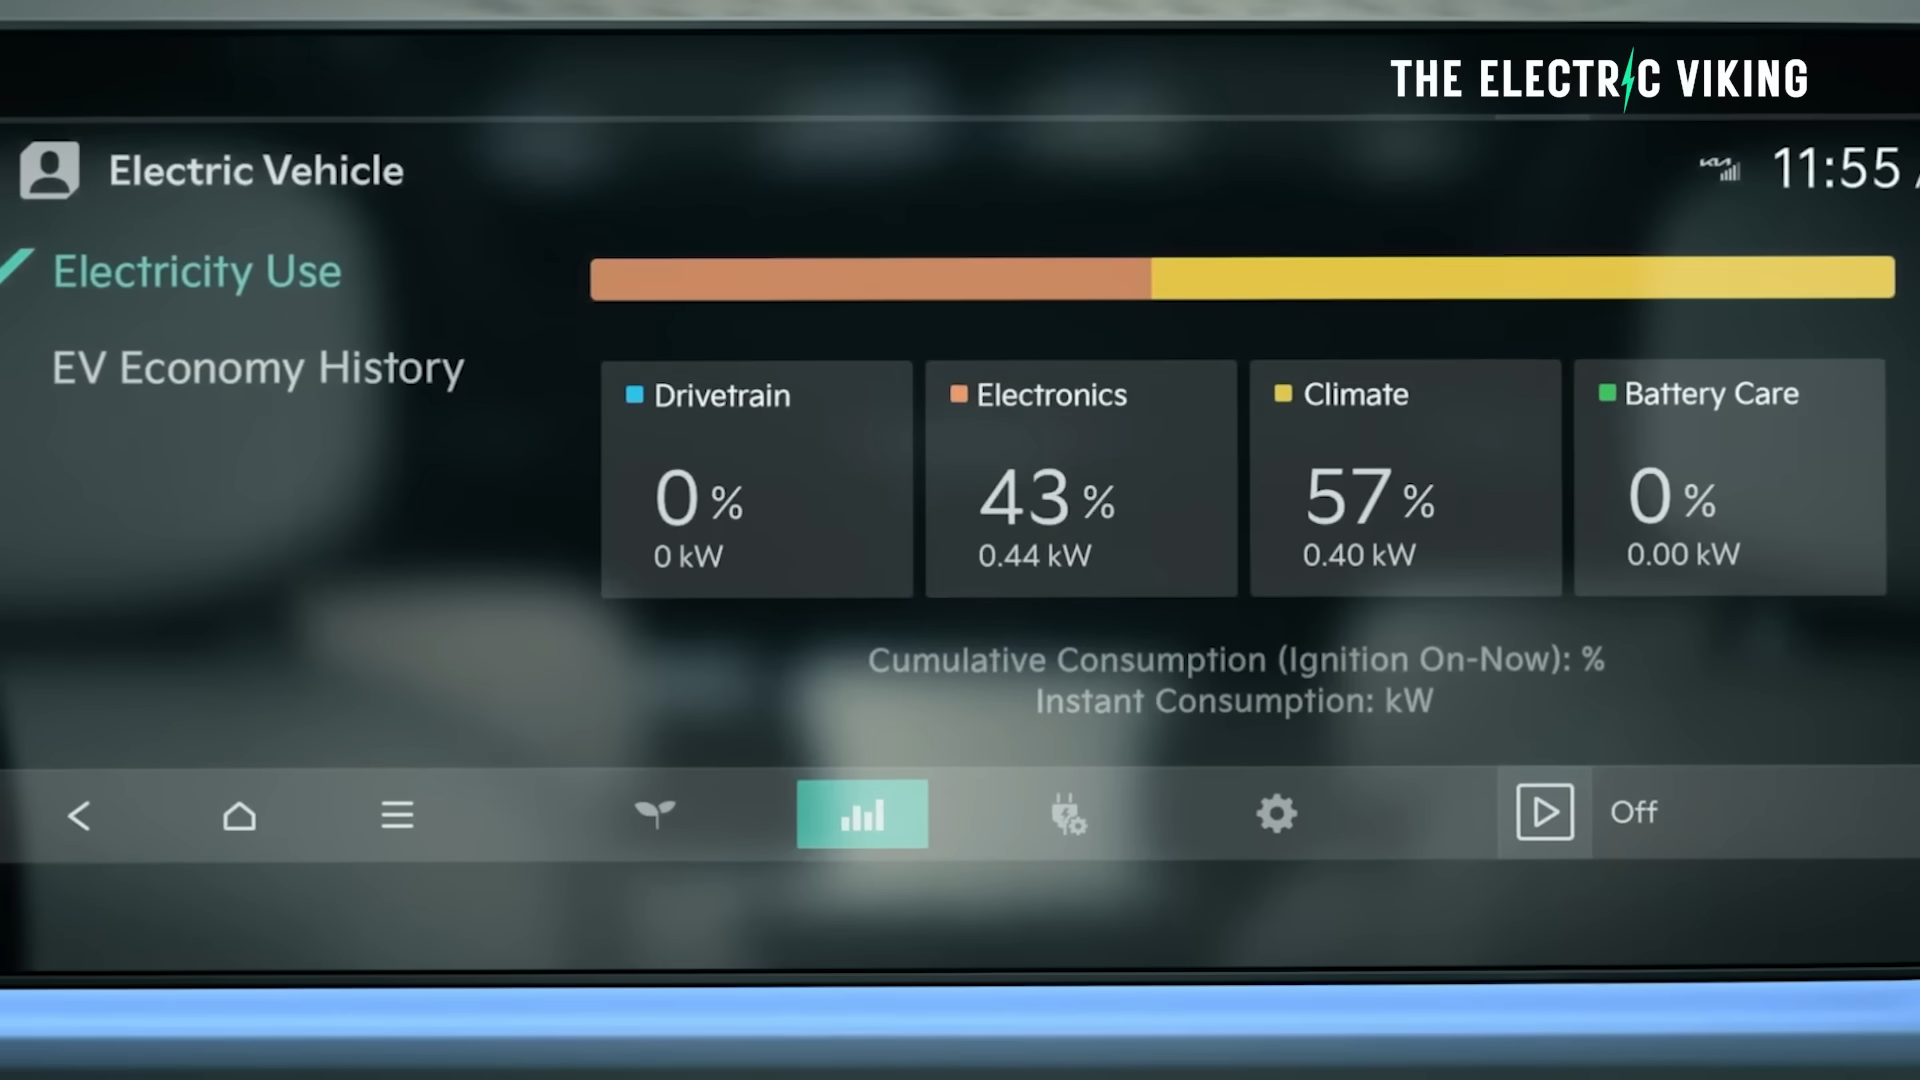 THE ELECTRIC VIKING
Electric Vehicle
KIA
11:55
Electricity Use
EV Economy History
Drivetrain
0 %
0 kW
Electronics
43 %
0.44 kW
Climate
57 %
0.40 kW
Battery Care
0 %
0.00 kW
Cumulative Consumption (Ignition On-Now): %
Instant Consumption: kW
Off